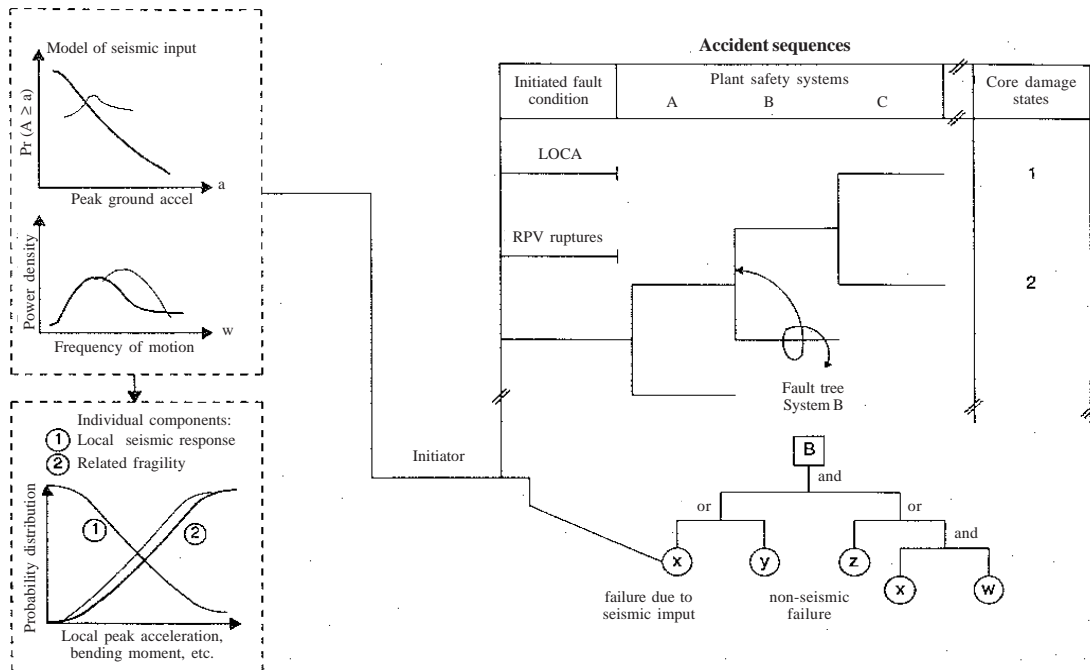 Model of seismic input
Pr (A ≥ a)
a
Peak ground accel
Power density
w
Frequency of motion
Individual components:
1 Local seismic response
2 Related fragility
Probability distribution
1
2
Local peak acceleration,
bending moment, etc.
Initiator
Accident sequences
Initiated fault
condition
Plant safety systems
A B C
Core damage
states
LOCA
1
RPV ruptures
2
Fault tree
System B
B
and
or
or
and
x
y
z
x
w
failure due to
seismic imput
non-seismic
failure